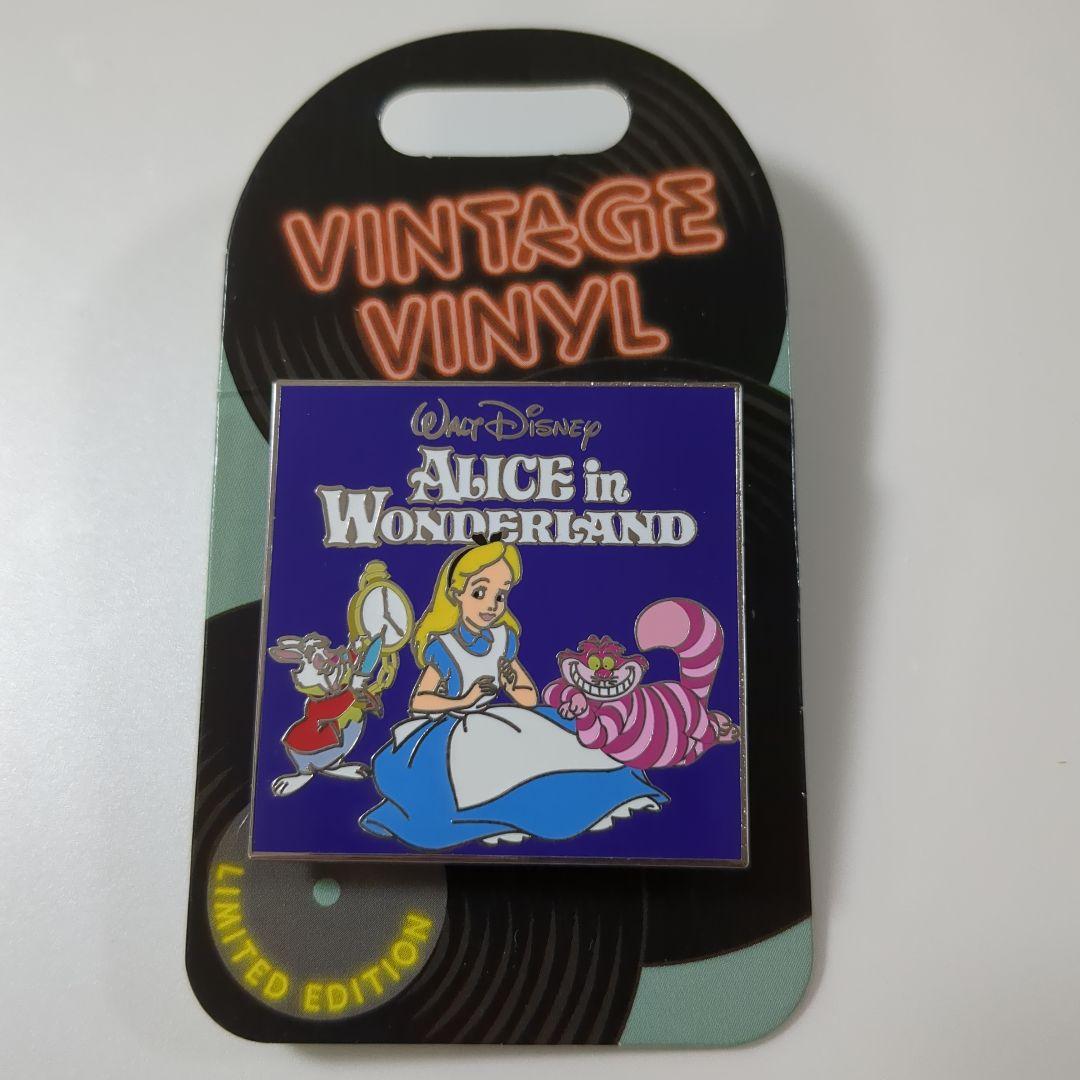 VINTAGE
VINYL
WALT DISNEY
ALICE in
WONDERLAND
LIMITED EDITION